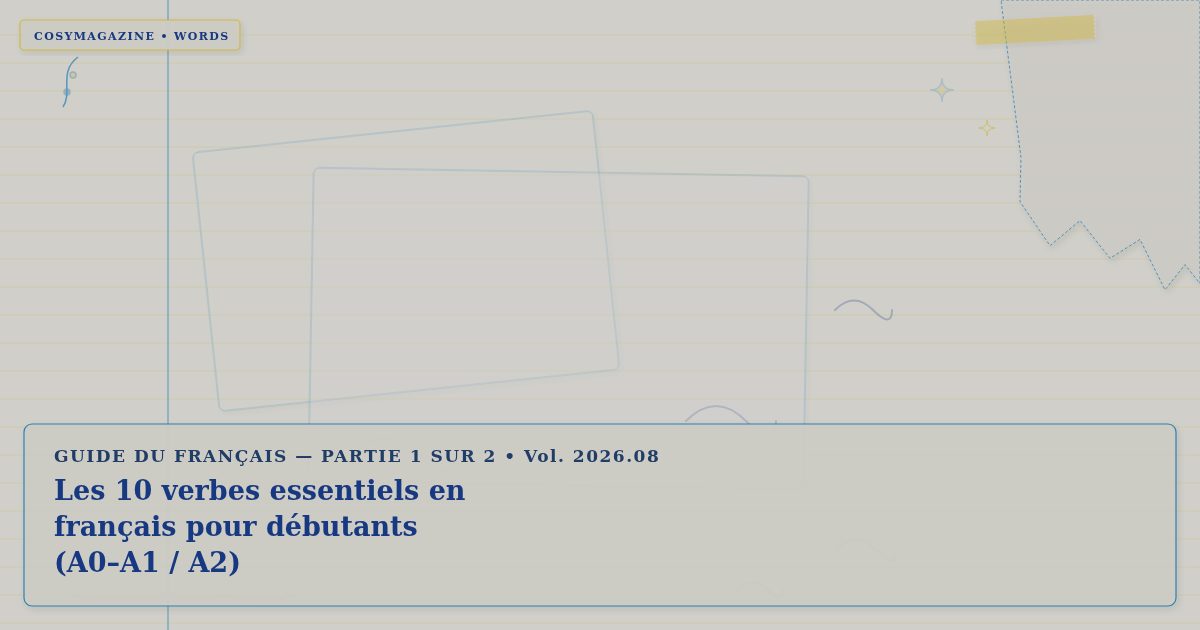 COSYMAGAZINE • WORDS
GUIDE DU FRANÇAIS — PARTIE 1 SUR 2 • Vol. 2026.08
Les 10 verbes essentiels en
français pour débutants
(A0–A1 / A2)